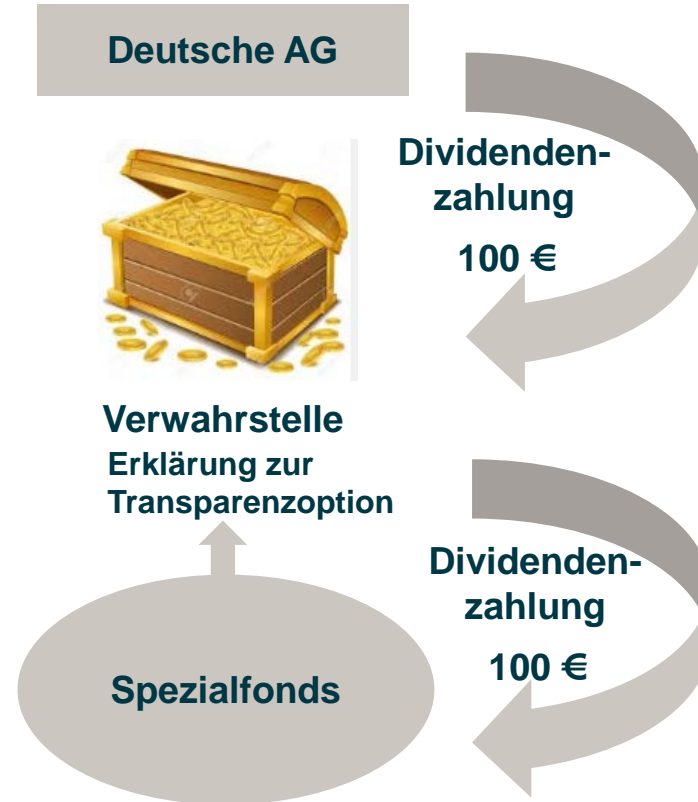 Deutsche AG
Dividenden-
zahlung
100 €
Verwahrstelle
Erklärung zur
Transparenzoption
Dividenden-
zahlung
100 €
Spezialfonds